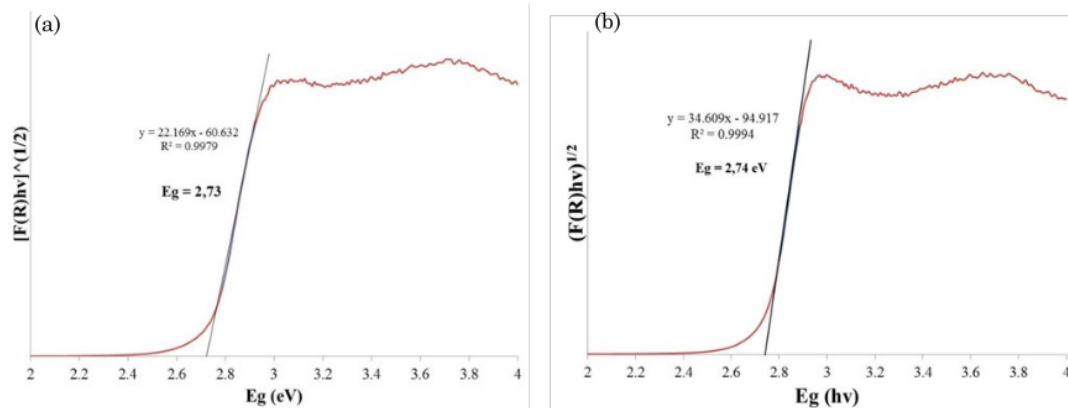 (a)
[F(R)hv]^(1/2)
y = 22.169x - 60.632
R² = 0.9979
Eg = 2,73
2 2.2 2.4 2.6 2.8 3 3.2 3.4 3.6 3.8 4
Eg (eV)
(b)
(F(R)hv)^1/2
y = 34.609x - 94.917
R² = 0.9994
Eg = 2,74 eV
2 2.2 2.4 2.6 2.8 3 3.2 3.4 3.6 3.8 4
Eg (hv)